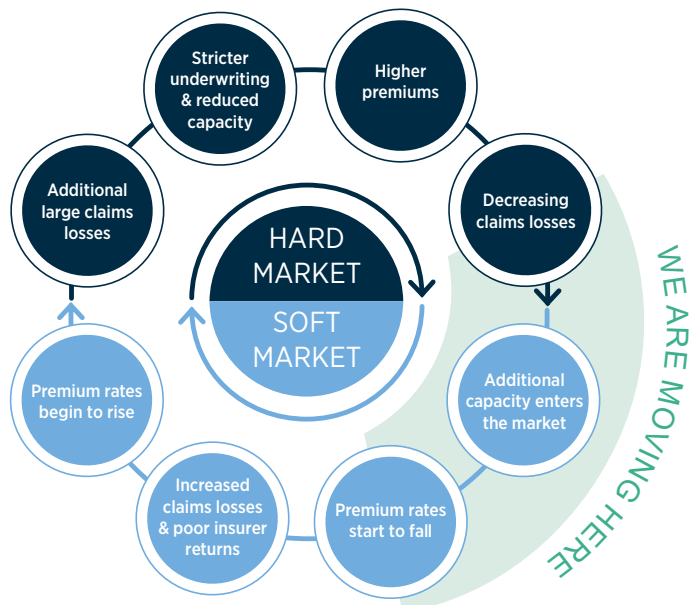 Stricter
underwriting
& reduced
capacity
Higher
premiums
Additional
large claims
losses
Decreasing
claims losses
HARD
MARKET
SOFT
MARKET
WE ARE MOVING HERE
Premium rates
begin to rise
Additional
capacity enters
the market
Increased
claims losses
& poor insurer
returns
Premium rates
start to fall